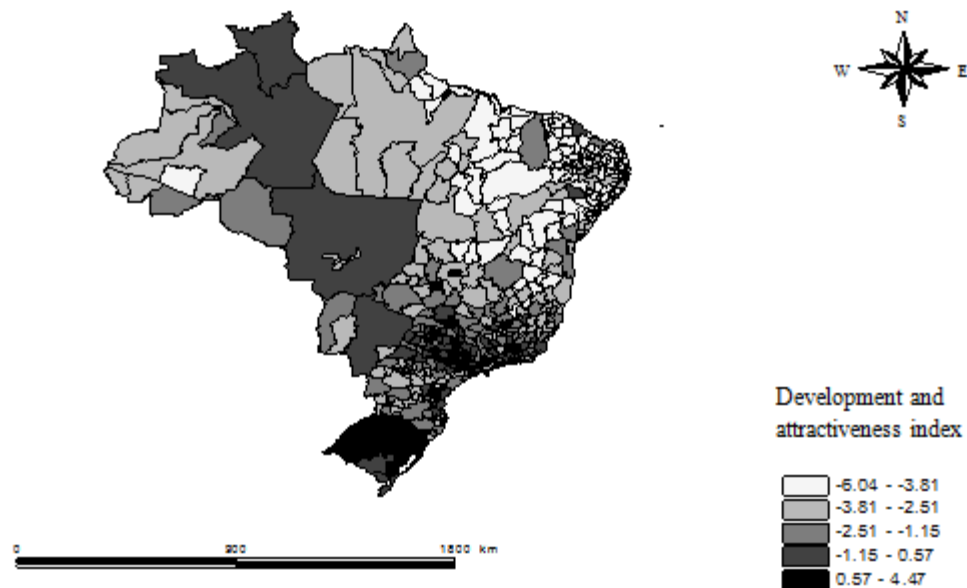 N
W E
S
Development and
attractiveness index
-6.04 - -3.81
-3.81 - -2.51
-2.51 - -1.15
-1.15 - 0.57
0.57 - 4.47
0 900 1800 km